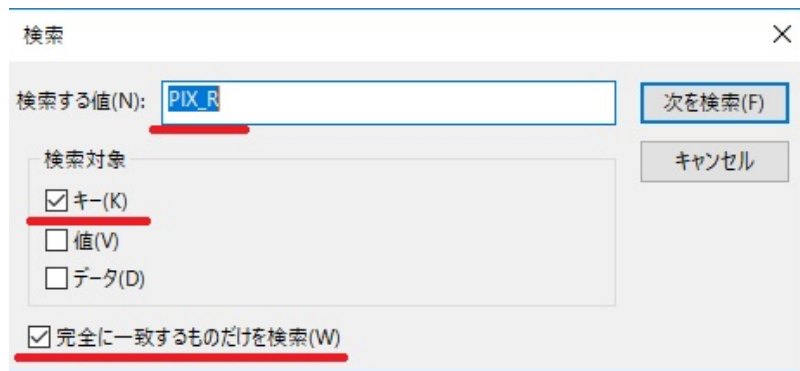 検索
検索する値(N): PIX_R
次を検索(F)
検索対象
キャンセル
キー(K)
値(V)
データ(D)
完全に一致するものだけを検索(W)